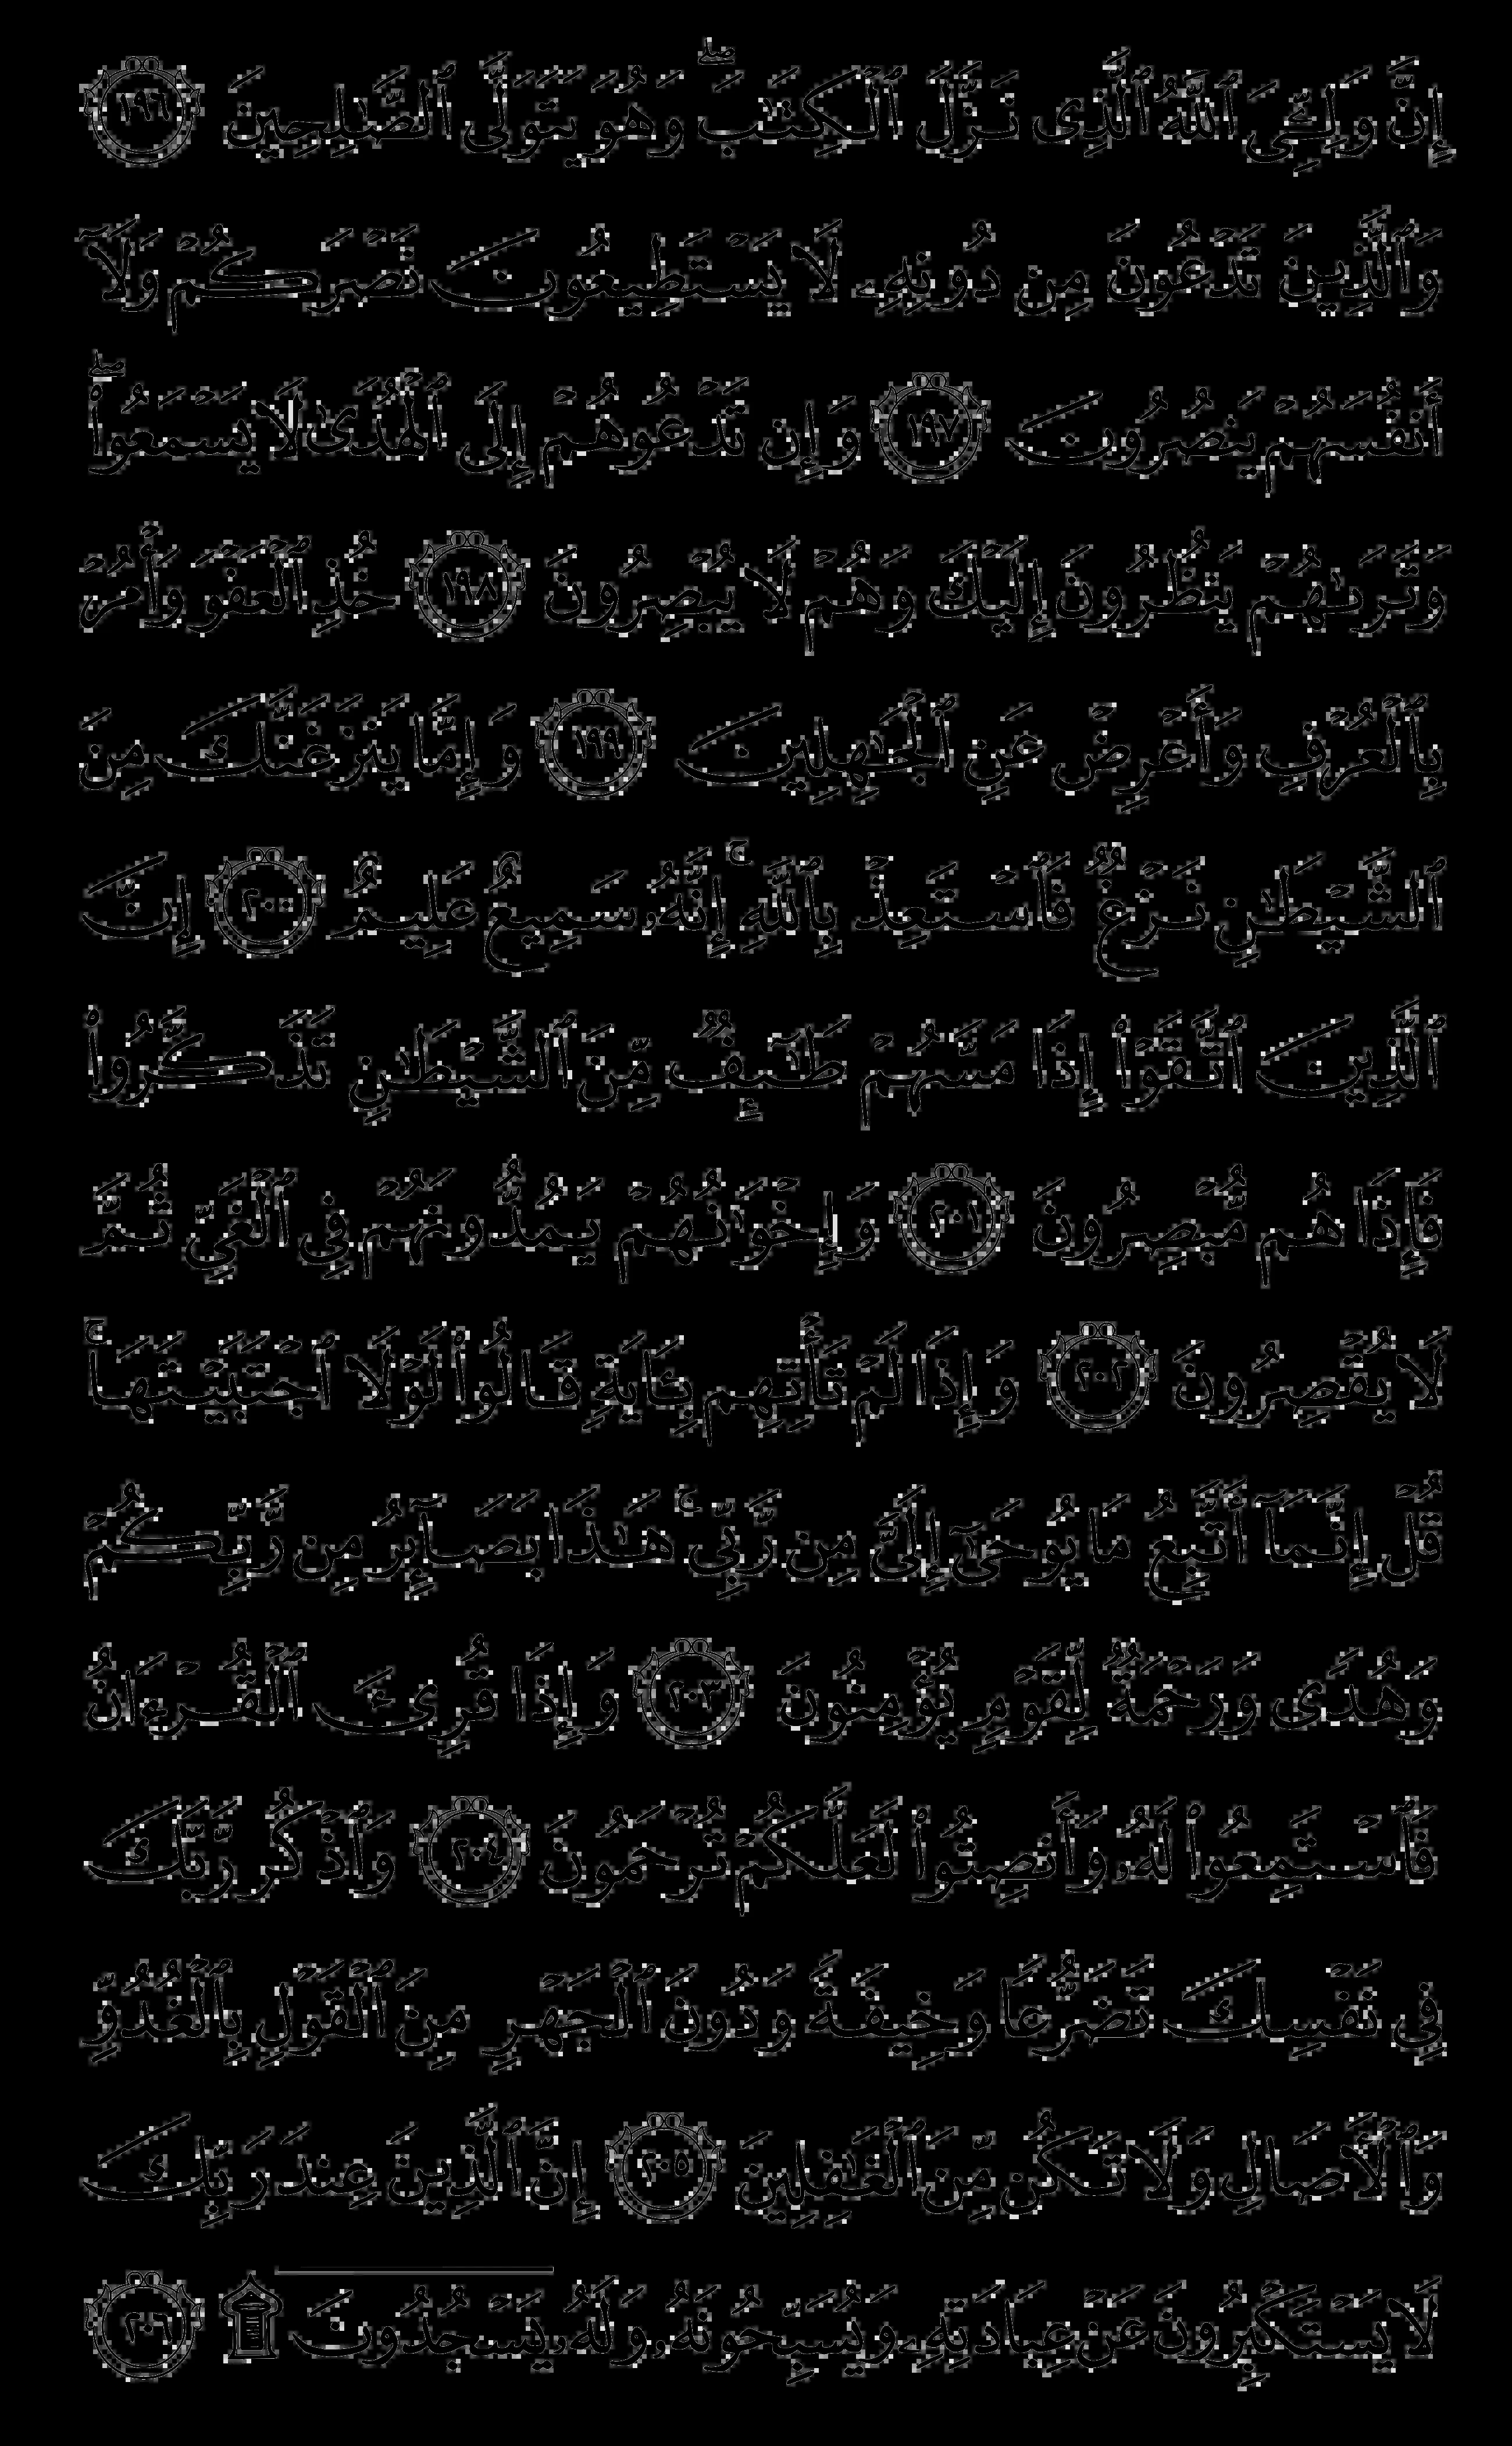 إِنَّ وَلِـِّۧيَ ٱللَّهُ ٱلَّذِى نَزَّلَ ٱلْكِتَٰبَ ۖ وَهُوَ يَتَوَلَّى ٱلصَّٰلِحِينَ ١٩٦
وَٱلَّذِينَ تَدْعُونَ مِن دُونِهِۦ لَا يَسْتَطِيعُونَ نَصْرَكُمْ وَلَآ
أَنفُسَهُمْ يَنصُرُونَ ١٩٧ وَإِن تَدْعُوهُمْ إِلَى ٱلْهُدَىٰ لَا يَسْمَعُوا۟ ۖ
وَتَرَىٰهُمْ يَنظُرُونَ إِلَيْكَ وَهُمْ لَا يُبْصِرُونَ ١٩٨ خُذِ ٱلْعَفْوَ وَأْمُرْ
بِٱلْعُرْفِ وَأَعْرِضْ عَنِ ٱلْجَٰهِلِينَ ١٩٩ وَإِمَّا يَنزَغَنَّكَ مِنَ
ٱلشَّيْطَٰنِ نَزْغٌ فَٱسْتَعِذْ بِٱللَّهِ ۚ إِنَّهُۥ سَمِيعٌ عَلِيمٌ ٢٠٠ إِنَّ
ٱلَّذِينَ ٱتَّقَوْا۟ إِذَا مَسَّهُمْ طَٰٓئِفٌ مِّنَ ٱلشَّيْطَٰنِ تَذَكَّرُوا۟
فَإِذَا هُم مُّبْصِرُونَ ٢٠١ وَإِخْوَٰنُهُمْ يَمُدُّونَهُمْ فِى ٱلْغَىِّ ثُمَّ
لَا يُقْصِرُونَ ٢٠٢ وَإِذَا لَمْ تَأْتِهِم بِـَٔايَةٍ قَالُوا۟ لَوْلَا ٱجْتَبَيْتَهَا ۚ
قُلْ إِنَّمَآ أَتَّبِعُ مَا يُوحَىٰٓ إِلَىَّ مِن رَّبِّى ۚ هَٰذَا بَصَآئِرُ مِن رَّبِّكُمْ
وَهُدًى وَرَحْمَةٌ لِّقَوْمٍ يُؤْمِنُونَ ٢٠٣ وَإِذَا قُرِئَ ٱلْقُرْءَانُ
فَٱسْتَمِعُوا۟ لَهُۥ وَأَنصِتُوا۟ لَعَلَّكُمْ تُرْحَمُونَ ٢٠٤ وَٱذْكُر رَّبَّكَ
فِى نَفْسِكَ تَضَرُّعًا وَخِيفَةً وَدُونَ ٱلْجَهْرِ مِنَ ٱلْقَوْلِ بِٱلْغُدُوِّ
وَٱلْءَاصَالِ وَلَا تَكُن مِّنَ ٱلْغَٰفِلِينَ ٢٠٥ إِنَّ ٱلَّذِينَ عِندَ رَبِّكَ
لَا يَسْتَكْبِرُونَ عَنْ عِبَادَتِهِۦ وَيُسَبِّحُونَهُۥ وَلَهُۥ يَسْجُدُونَ ۩ ٢٠٦